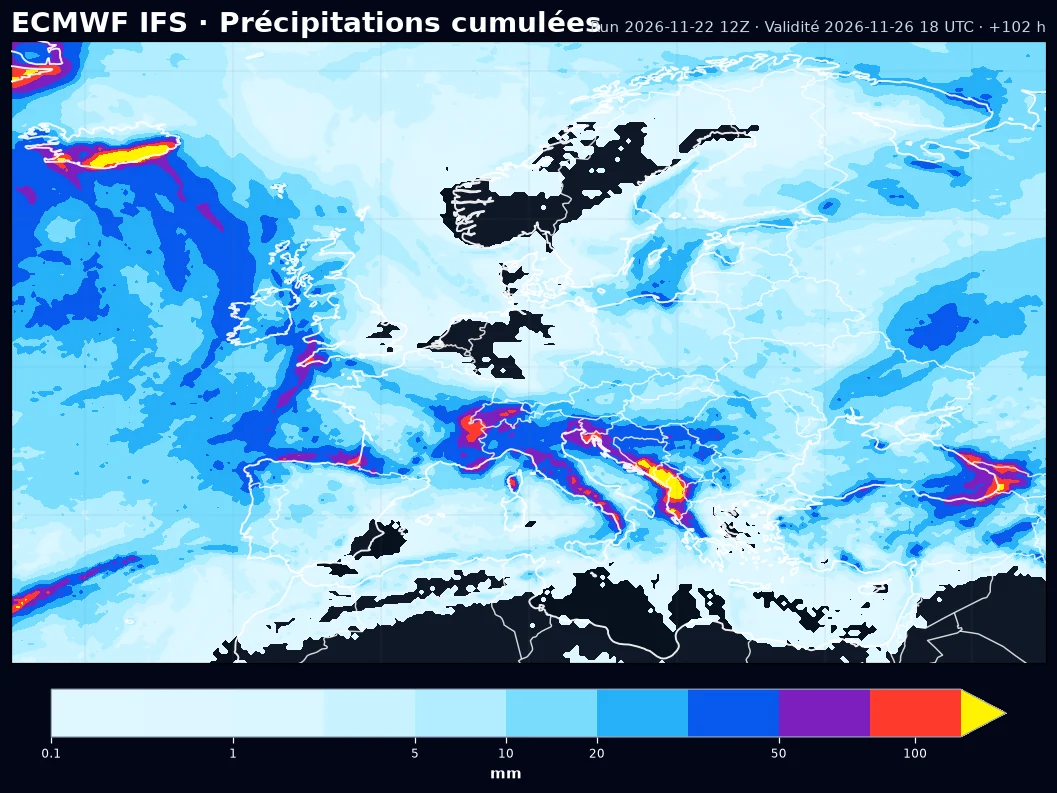 ECMWF IFS · Précipitations cumulées
Run 2026-11-22 12Z · Validité 2026-11-26 18 UTC · +102 h
0.1 1 5 10 20 50 100
mm